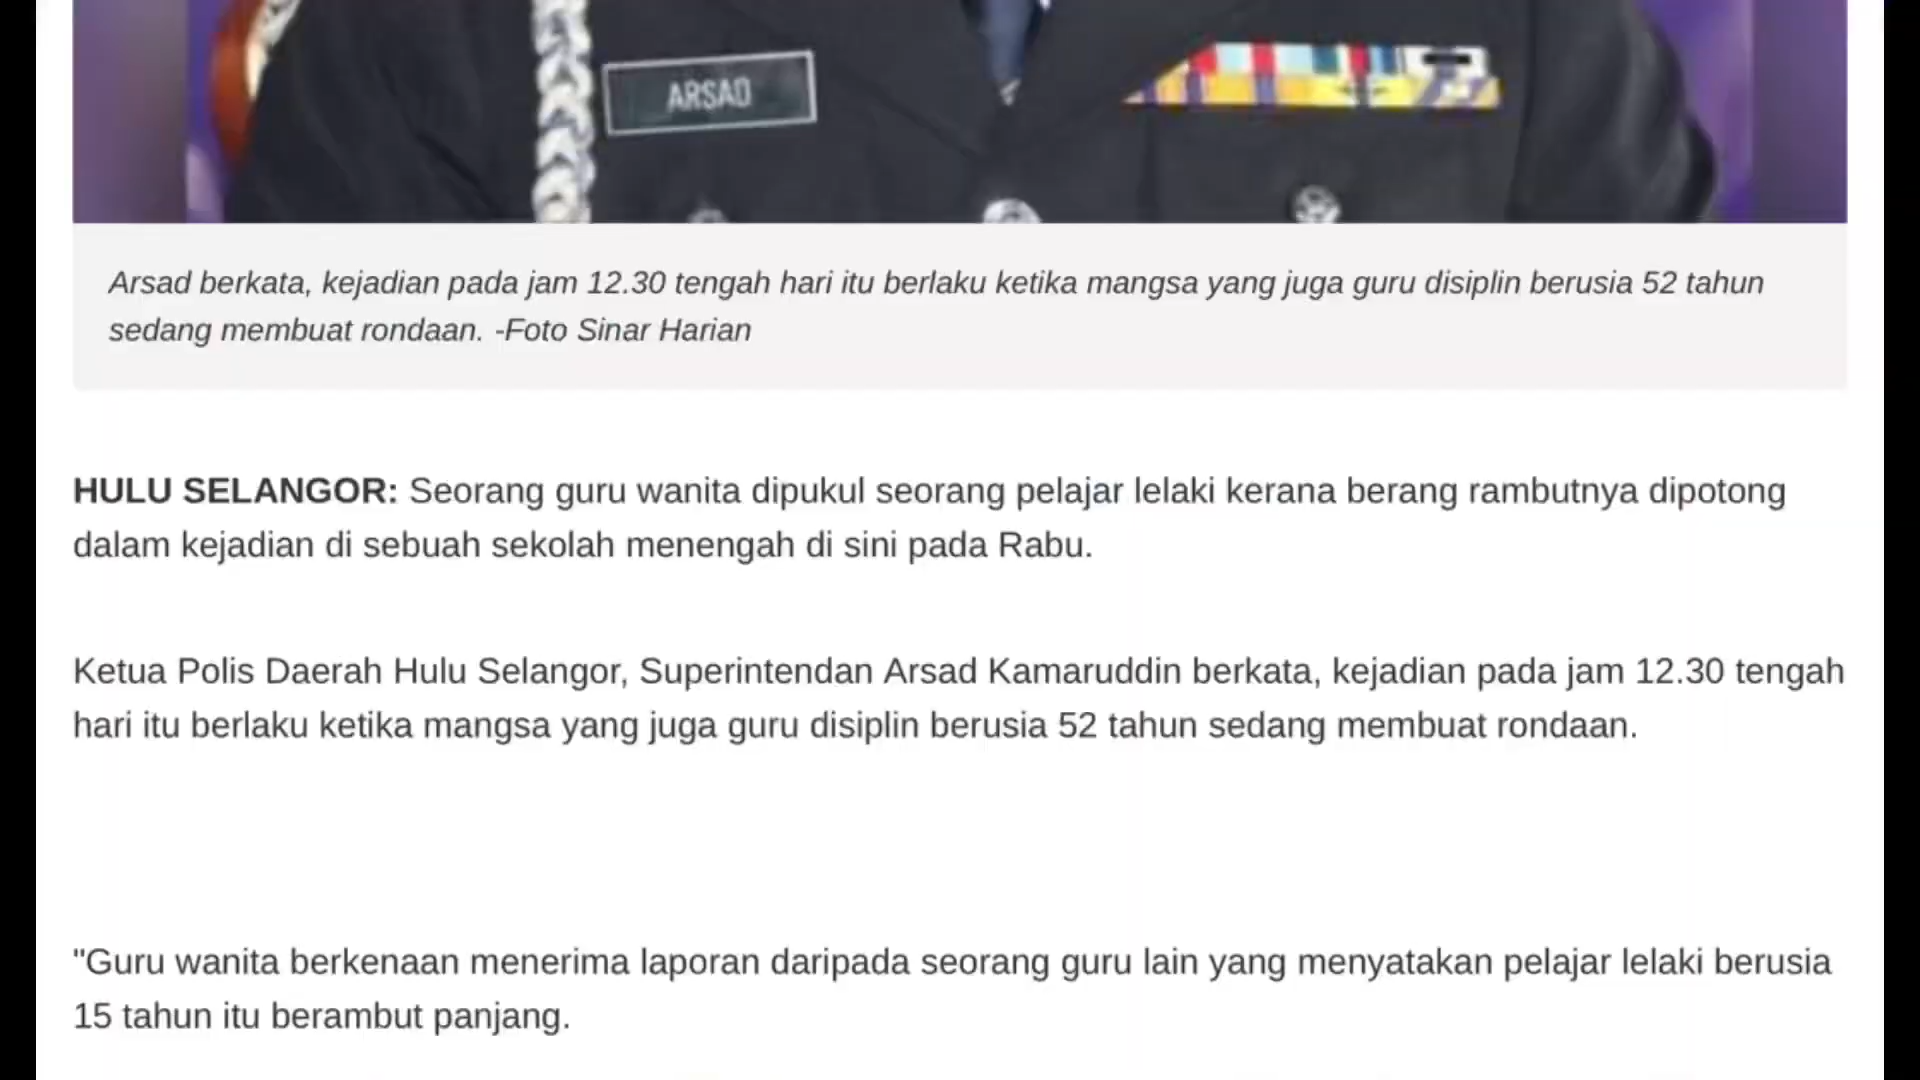 ARSAD
Arsad berkata, kejadian pada jam 12.30 tengah hari itu berlaku ketika mangsa yang juga guru disiplin berusia 52 tahun
sedang membuat rondaan. -Foto Sinar Harian
HULU SELANGOR: Seorang guru wanita dipukul seorang pelajar lelaki kerana berang rambutnya dipotong
dalam kejadian di sebuah sekolah menengah di sini pada Rabu.
Ketua Polis Daerah Hulu Selangor, Superintendan Arsad Kamaruddin berkata, kejadian pada jam 12.30 tengah
hari itu berlaku ketika mangsa yang juga guru disiplin berusia 52 tahun sedang membuat rondaan.
"Guru wanita berkenaan menerima laporan daripada seorang guru lain yang menyatakan pelajar lelaki berusia
15 tahun itu berambut panjang.